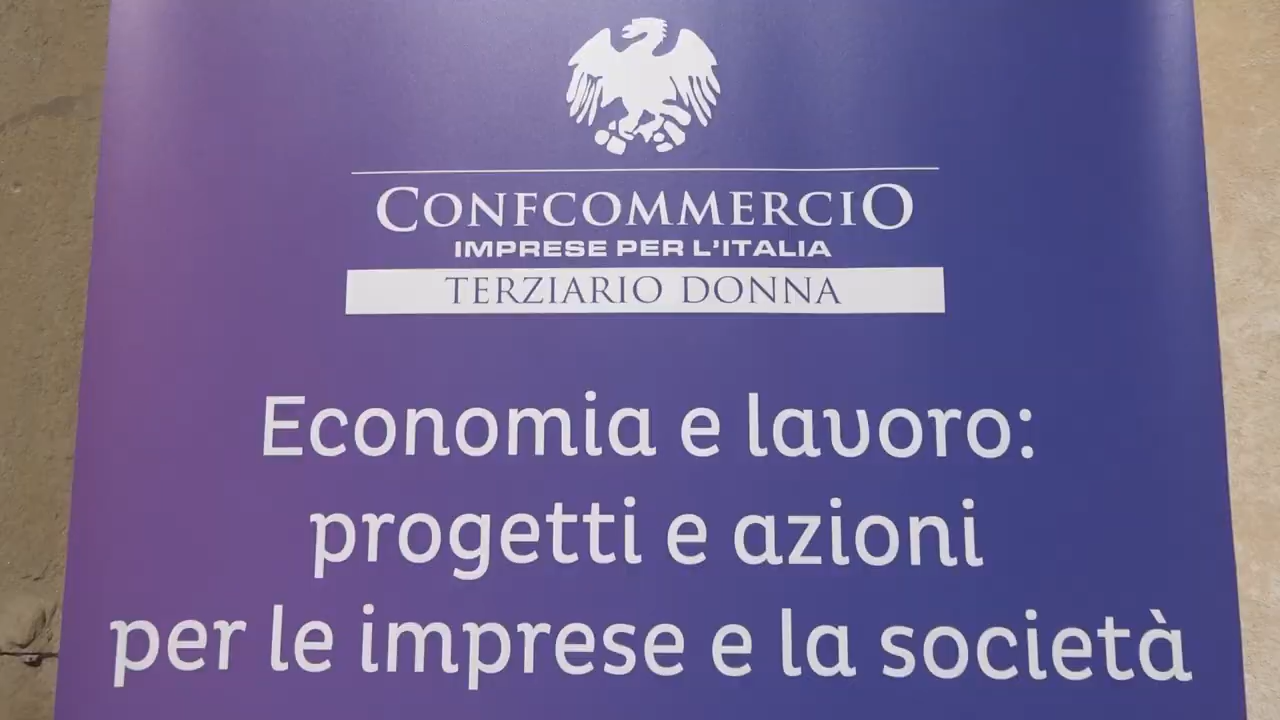 CONFCOMMERCIO
IMPRESE PER L'ITALIA
TERZIARIO DONNA
Economia e lavoro:
progetti e azioni
per le imprese e la società